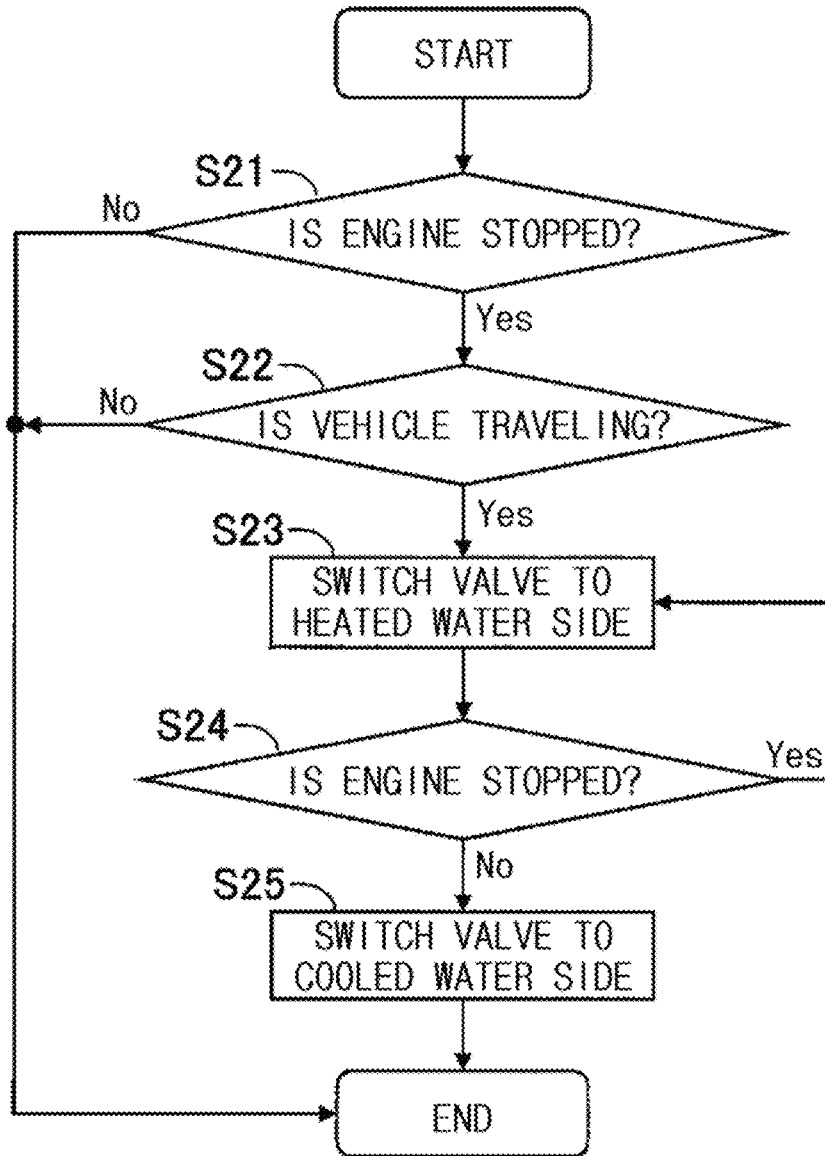 START
S21
No
IS ENGINE STOPPED?
Yes
S22
No
IS VEHICLE TRAVELING?
Yes
S23
SWITCH VALVE TO
HEATED WATER SIDE
S24
Yes
IS ENGINE STOPPED?
No
S25
SWITCH VALVE TO
COOLED WATER SIDE
END